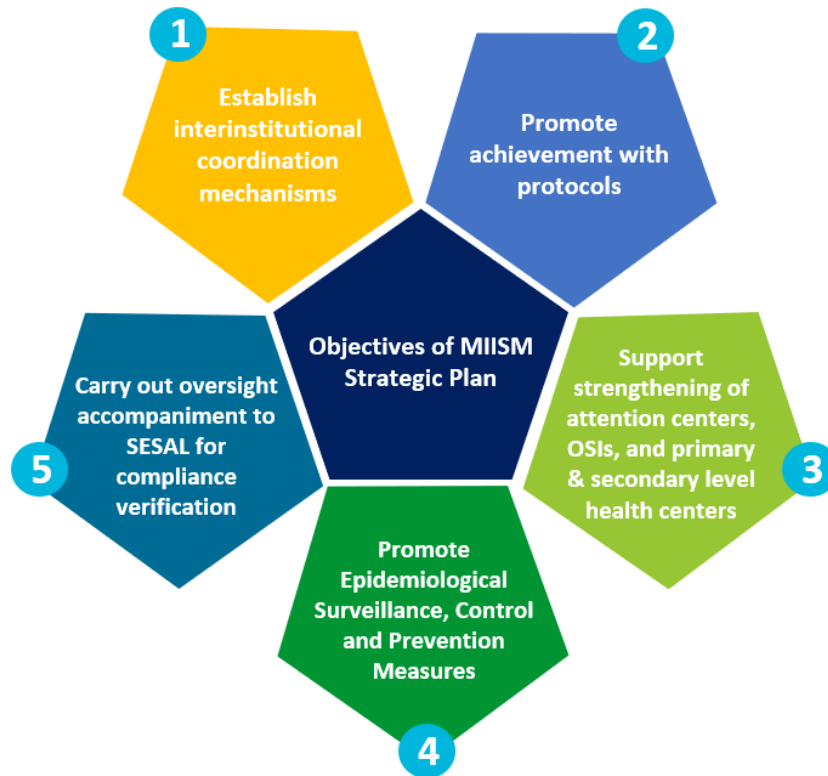 1
Establish
interinstitutional
coordination
mechanisms
2
Promote
achievement with
protocols
Objectives of MIISM
Strategic Plan
Support
strengthening of
attention centers,
OSIs, and primary
& secondary level
health centers
3
Promote
Epidemiological
Surveillance, Control
and Prevention
Measures
4
Carry out oversight
accompaniment to
SESAL for
compliance
verification
5